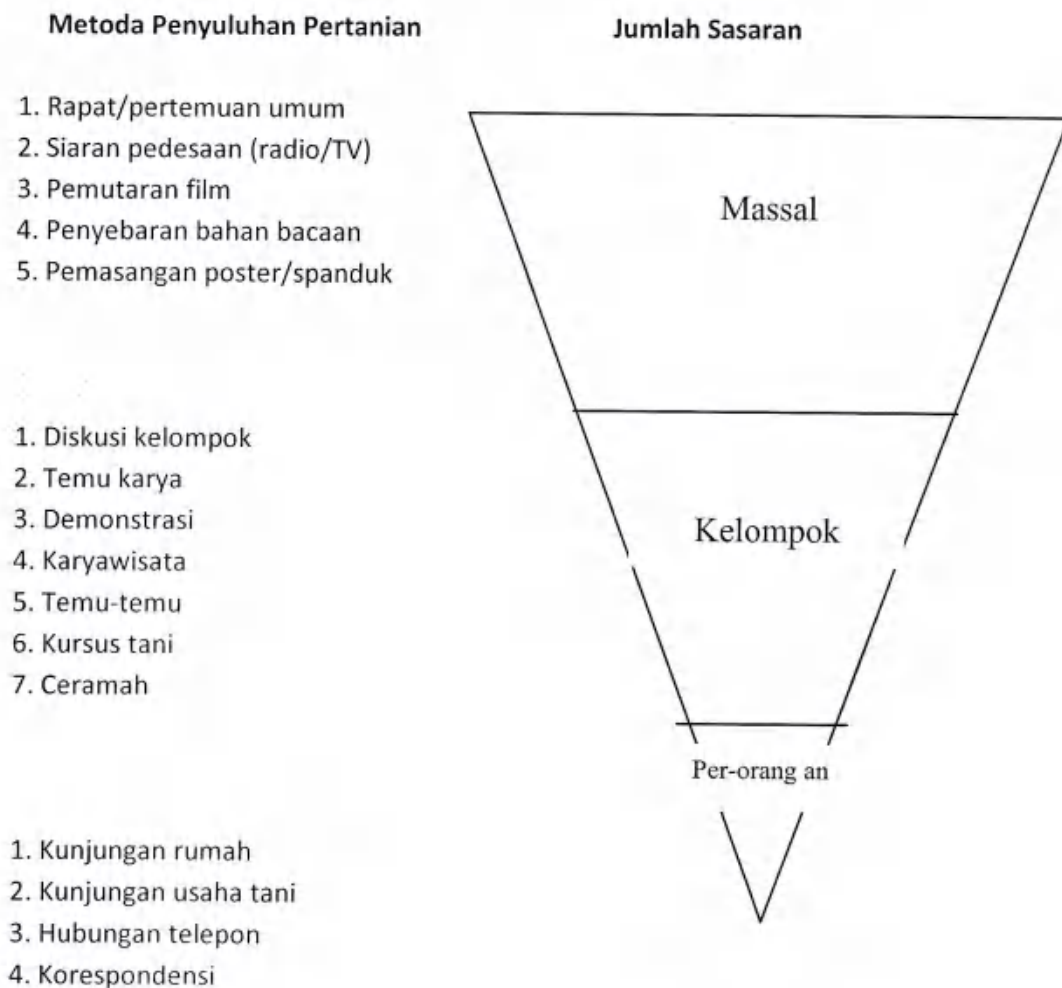 Metoda Penyuluhan Pertanian
Jumlah Sasaran
1. Rapat/pertemuan umum
2. Siaran pedesaan (radio/TV)
3. Pemutaran film
4. Penyebaran bahan bacaan
5. Pemasangan poster/spanduk
Massal
1. Diskusi kelompok
2. Temu karya
3. Demonstrasi
4. Karyawisata
5. Temu-temu
6. Kursus tani
7. Ceramah
Kelompok
Per-orang an
1. Kunjungan rumah
2. Kunjungan usaha tani
3. Hubungan telepon
4. Korespondensi